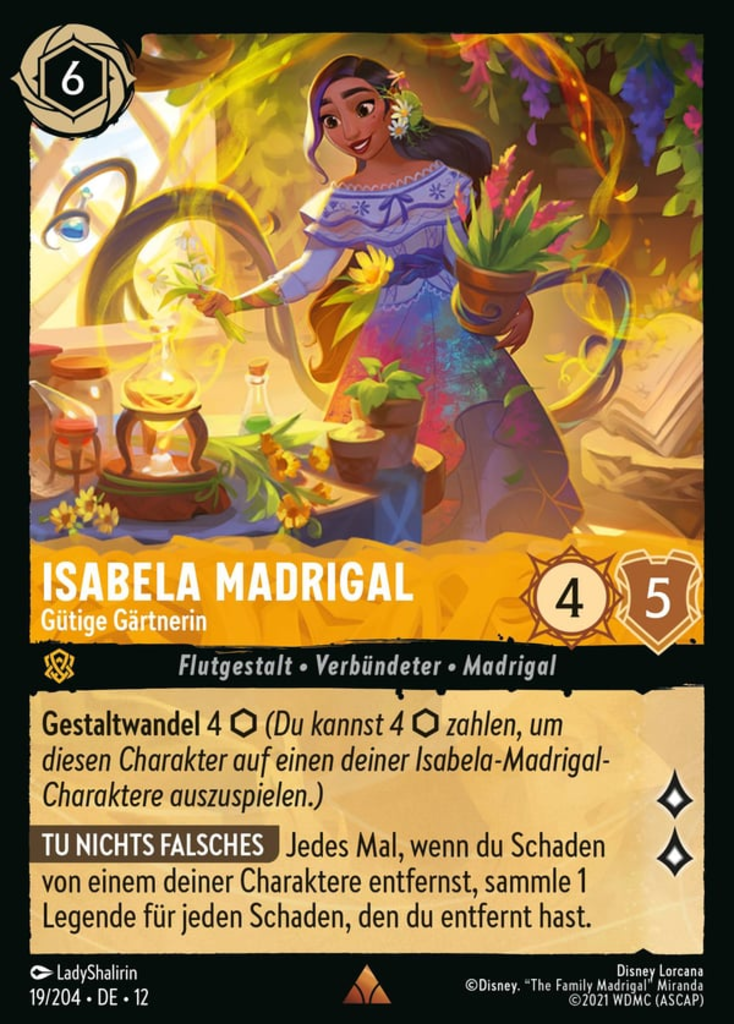 6
ISABELA MADRIGAL
Gütige Gärtnerin
4
5
Flutgestalt • Verbündeter • Madrigal
Gestaltwandel 4 ⬡ (Du kannst 4 ⬡ zahlen, um
diesen Charakter auf einen deiner Isabela-Madrigal-
Charaktere auszuspielen.)
TU NICHTS FALSCHES Jedes Mal, wenn du Schaden
von einem deiner Charaktere entfernst, sammle 1
Legende für jeden Schaden, den du entfernt hast.
LadyShalirin
19/204 • DE • 12
Disney Lorcana
©Disney. "The Family Madrigal" Miranda
©2021 WDMC (ASCAP)